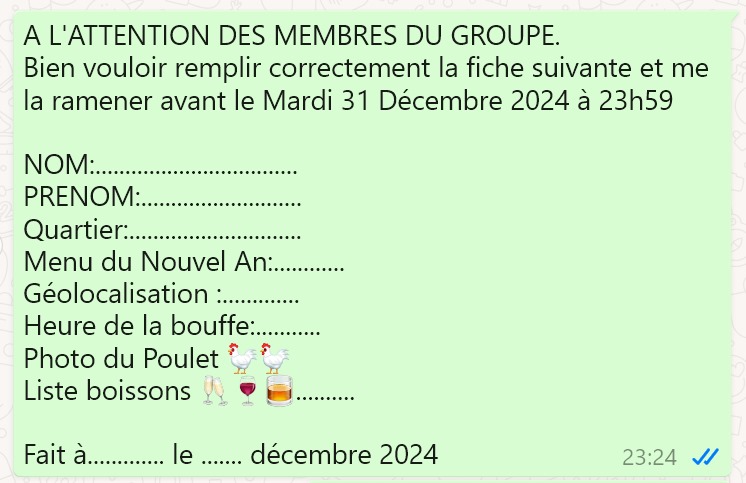 A L'ATTENTION DES MEMBRES DU GROUPE.
Bien vouloir remplir correctement la fiche suivante et me
la ramener avant le Mardi 31 Décembre 2024 à 23h59
NOM:..................................
PRENOM:...........................
Quartier:.............................
Menu du Nouvel An:............
Géolocalisation :.............
Heure de la bouffe:...........
Photo du Poulet 🐓🐓
Liste boissons 🥂🍷🥃..........
Fait à............. le ....... décembre 2024
23:24